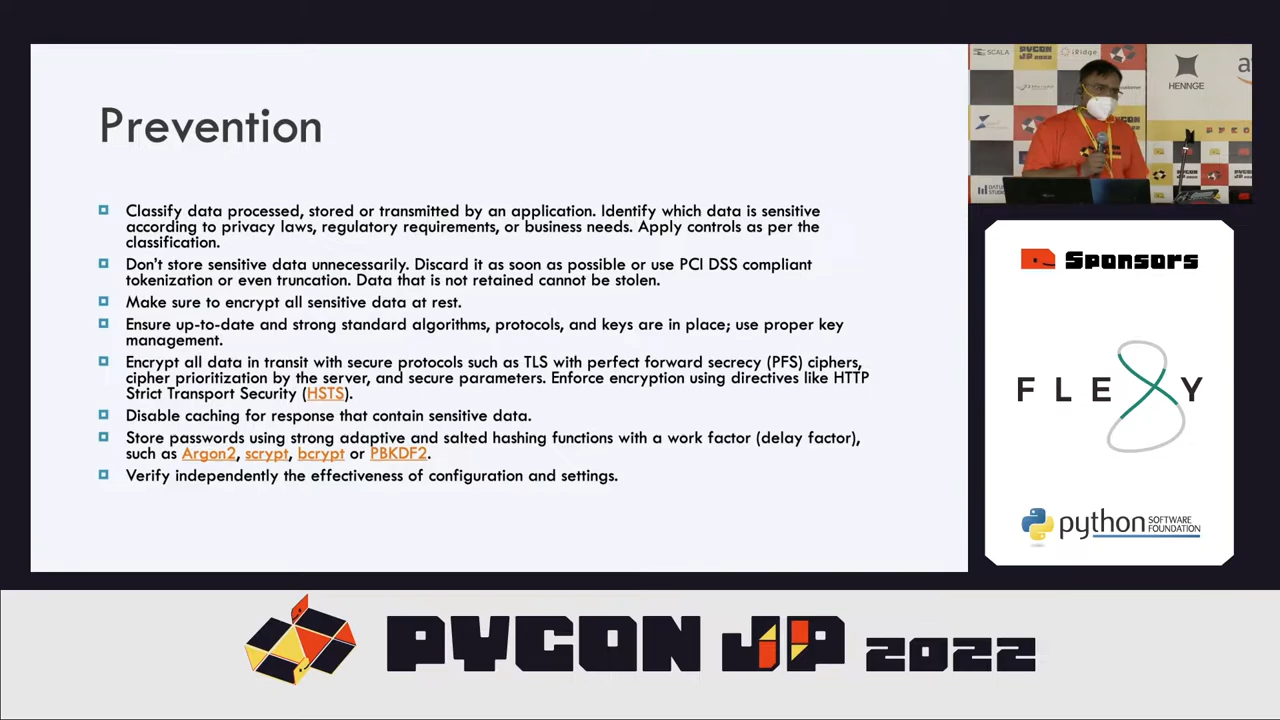 Prevention
Classify data processed, stored or transmitted by an application. Identify which data is sensitive
according to privacy laws, regulatory requirements, or business needs. Apply controls as per the
classification.
Don't store sensitive data unnecessarily. Discard it as soon as possible or use PCI DSS compliant
tokenization or even truncation. Data that is not retained cannot be stolen.
Make sure to encrypt all sensitive data at rest.
Ensure up-to-date and strong standard algorithms, protocols, and keys are in place; use proper key
management.
Encrypt all data in transit with secure protocols such as TLS with perfect forward secrecy (PFS) ciphers,
cipher prioritization by the server, and secure parameters. Enforce encryption using directives like HTTP
Strict Transport Security (HSTS).
Disable caching for response that contain sensitive data.
Store passwords using strong adaptive and salted hashing functions with a work factor (delay factor),
such as Argon2, scrypt, bcrypt or PBKDF2.
Verify independently the effectiveness of configuration and settings.
SCALA
PYCON
JP 2022
iRidge
HENNGE
Sponsors
FLEXY
python SOFTWARE
FOUNDATION
PYCON JP 2022